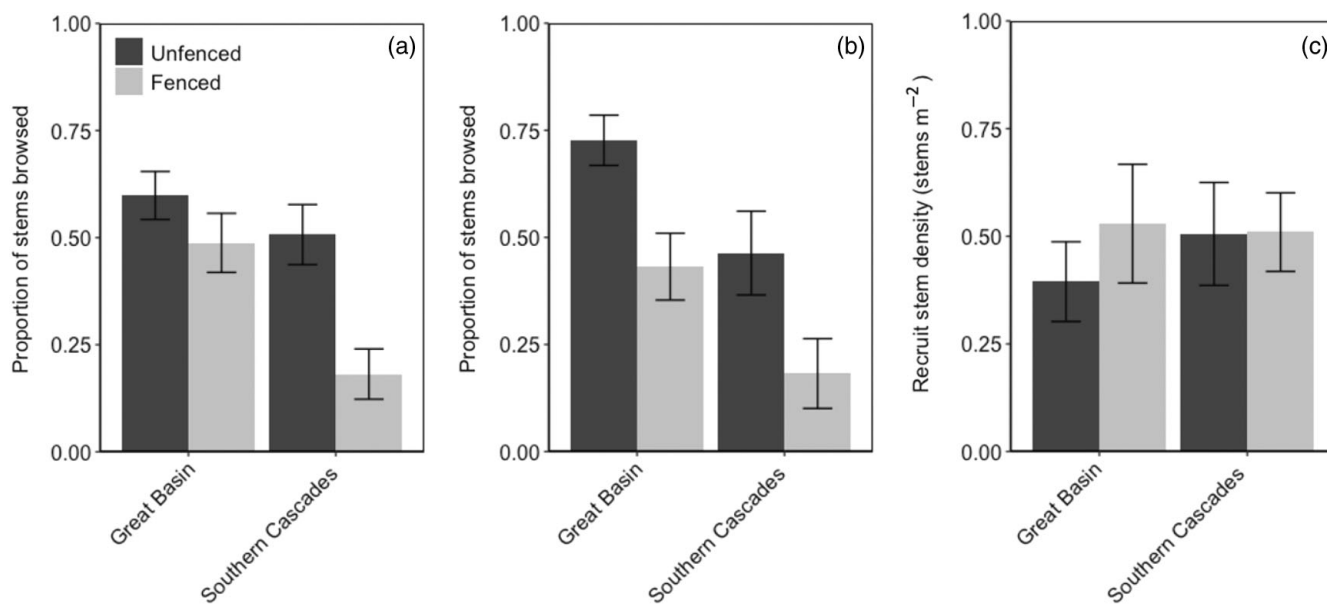 Proportion of stems browsed
1.00
0.75
0.50
0.25
0.00
Unfenced
Fenced
(a)
Great Basin
Southern Cascades
Proportion of stems browsed
1.00
0.75
0.50
0.25
0.00
(b)
Great Basin
Southern Cascades
Recruit stem density (stems m⁻²)
1.00
0.75
0.50
0.25
0.00
(c)
Great Basin
Southern Cascades